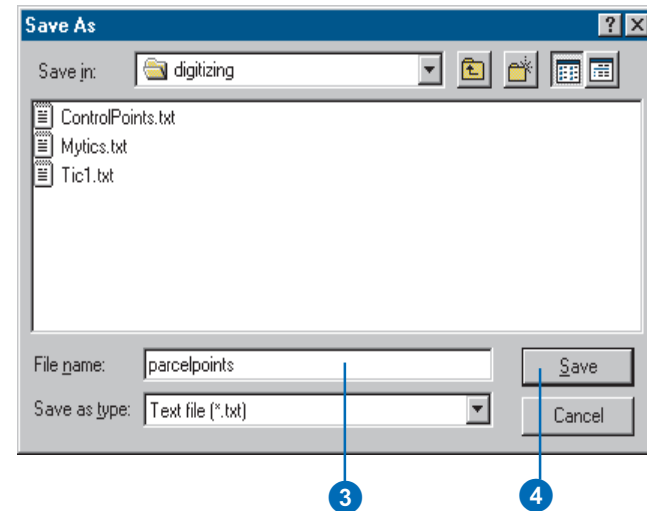 Save As
Save in: digitizing
ControlPoints.txt
Mytics.txt
Tic1.txt
File name: parcelpoints Save
Save as type: Text file (*.txt) Cancel
3 4